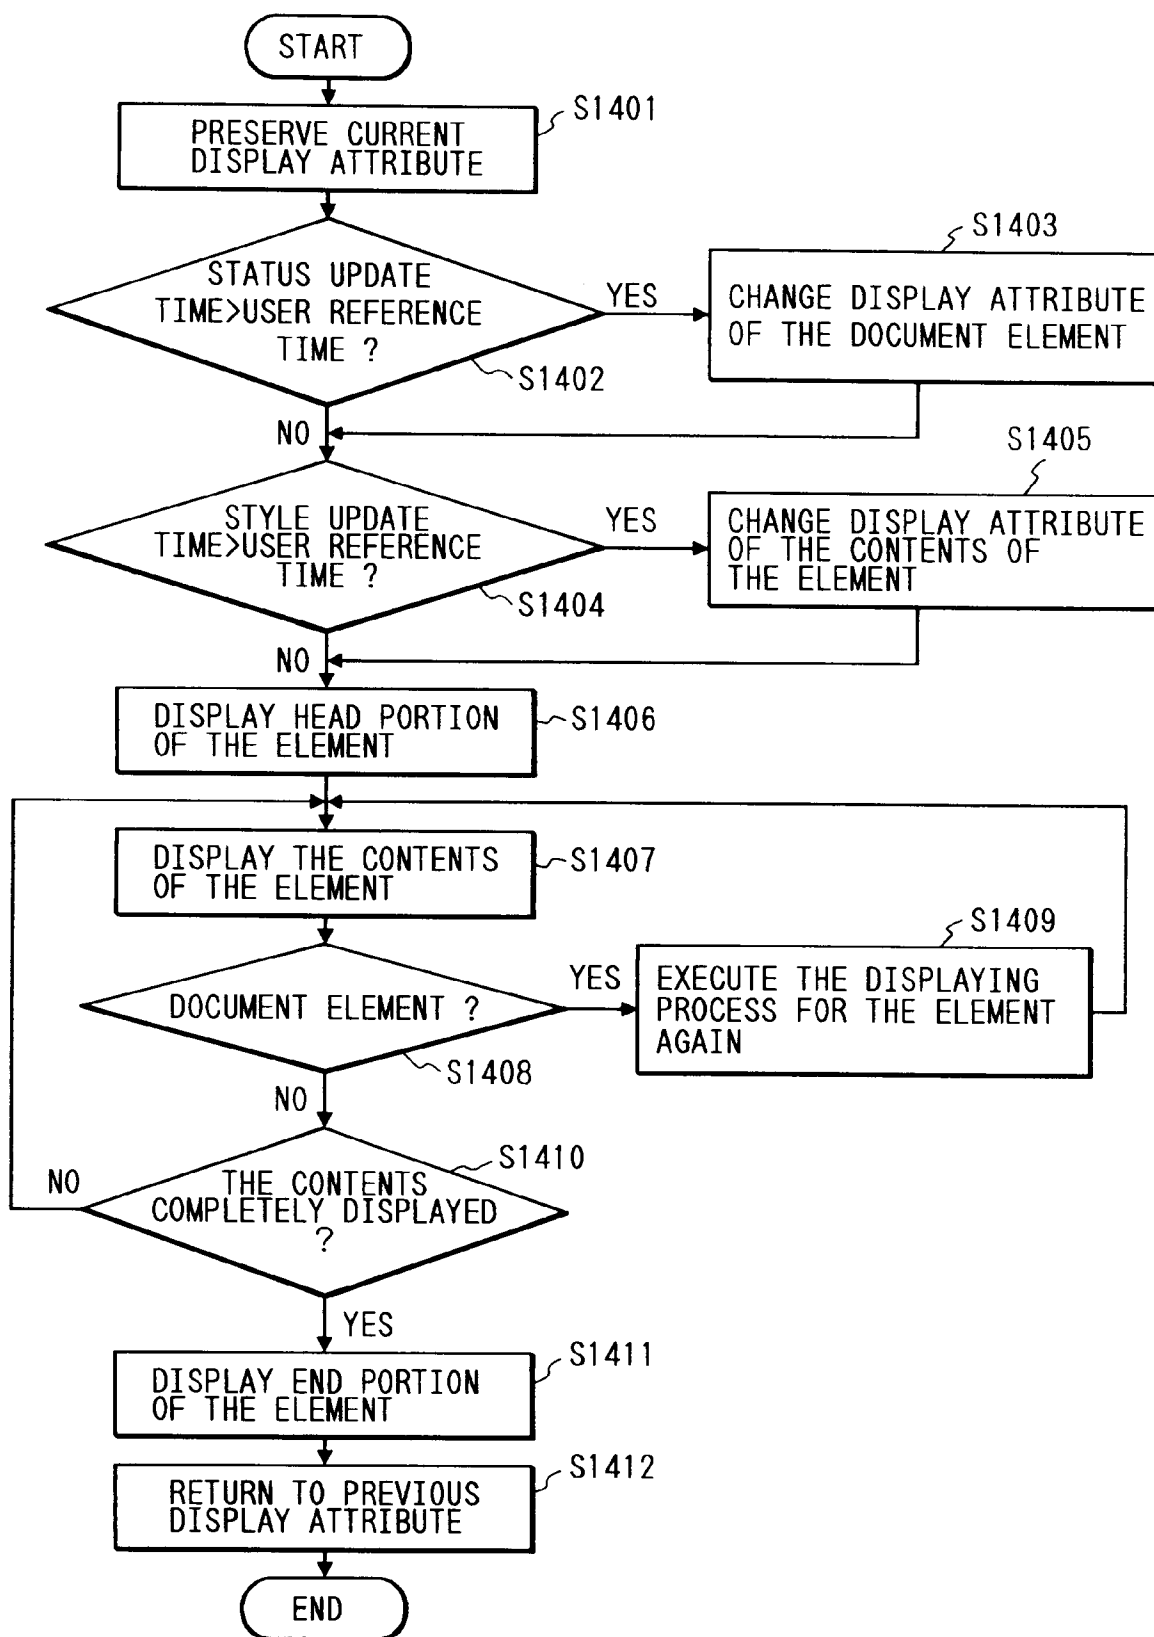 START
S1401
PRESERVE CURRENT
DISPLAY ATTRIBUTE
S1403
STATUS UPDATE
TIME>USER REFERENCE
TIME ?
YES
CHANGE DISPLAY ATTRIBUTE
OF THE DOCUMENT ELEMENT
S1402
NO
S1405
STYLE UPDATE
TIME>USER REFERENCE
TIME ?
YES
CHANGE DISPLAY ATTRIBUTE
OF THE CONTENTS OF
THE ELEMENT
S1404
NO
DISPLAY HEAD PORTION
OF THE ELEMENT
S1406
DISPLAY THE CONTENTS
OF THE ELEMENT
S1407
S1409
DOCUMENT ELEMENT ?
YES
EXECUTE THE DISPLAYING
PROCESS FOR THE ELEMENT
AGAIN
S1408
NO
S1410
THE CONTENTS
COMPLETELY DISPLAYED
?
NO
YES
S1411
DISPLAY END PORTION
OF THE ELEMENT
S1412
RETURN TO PREVIOUS
DISPLAY ATTRIBUTE
END